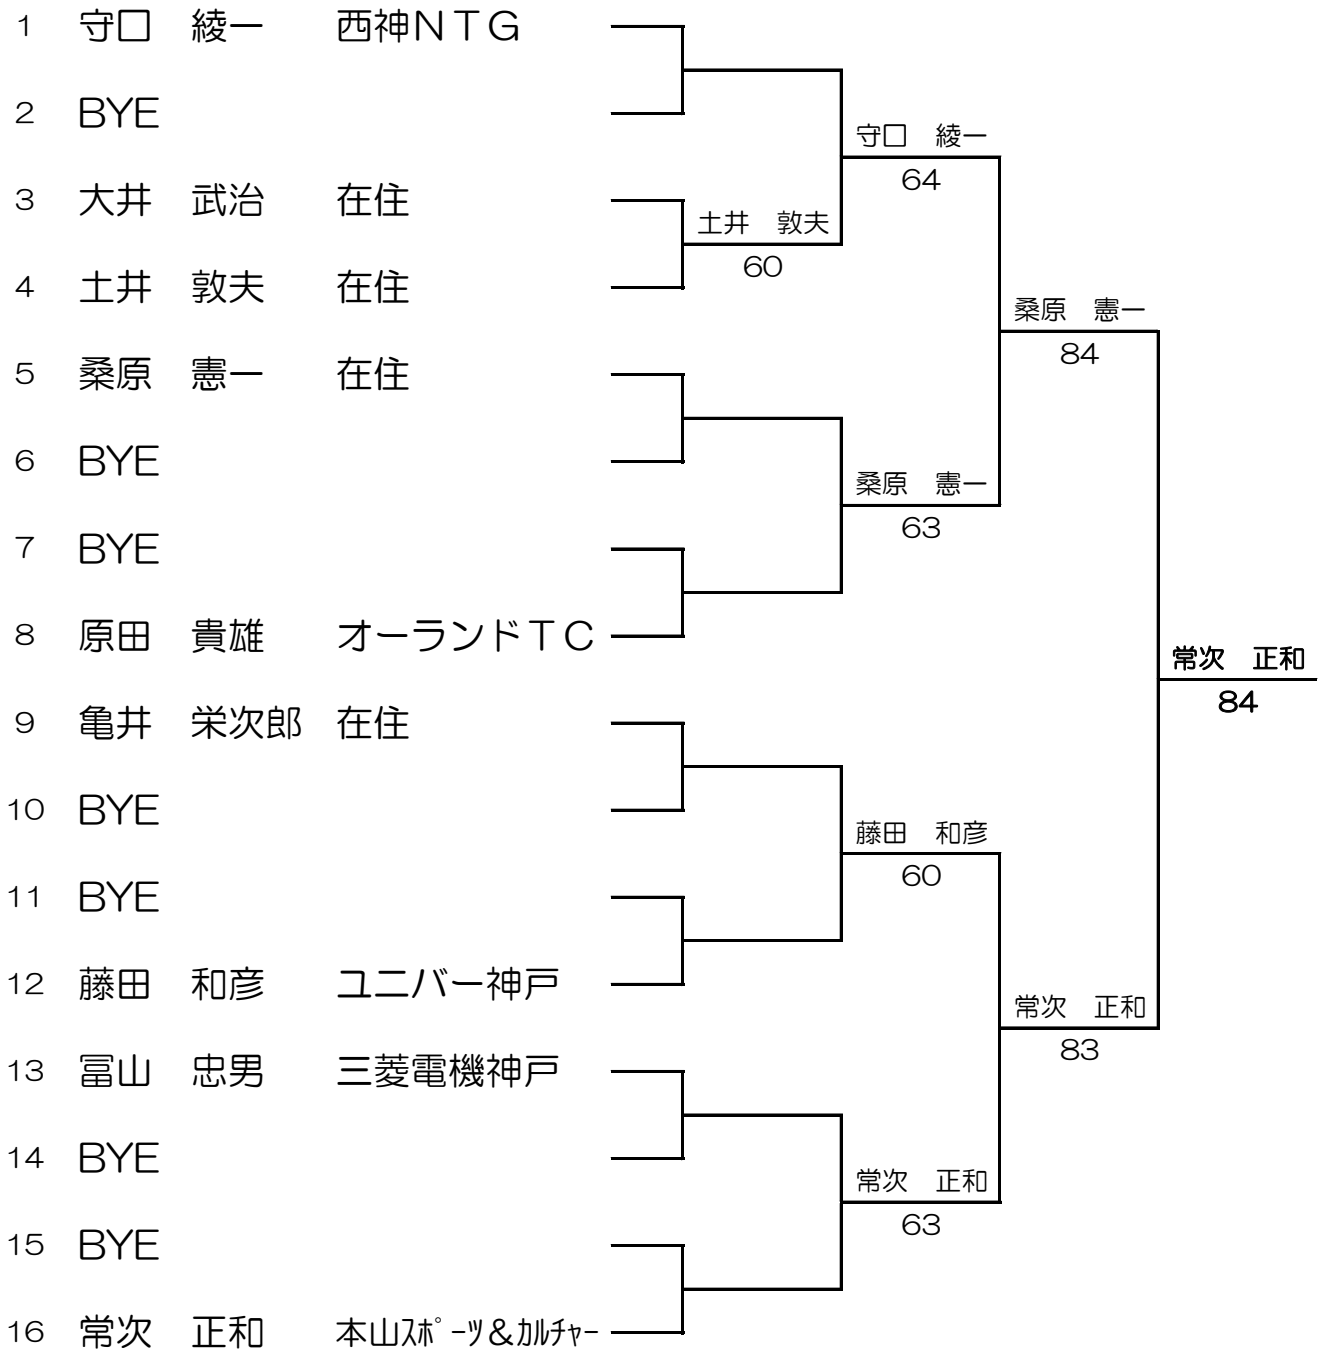 1 守口 綾一 西神NTG
2 BYE
守口 綾一
64
3 大井 武治 在住
土井 敦夫
60
4 土井 敦夫 在住
桑原 憲一
84
5 桑原 憲一 在住
6 BYE
桑原 憲一
63
7 BYE
8 原田 貴雄 オーランドTC
常次 正和
84
9 亀井 栄次郎 在住
10 BYE
藤田 和彦
60
11 BYE
12 藤田 和彦 ユニバー神戸
常次 正和
83
13 冨山 忠男 三菱電機神戸
14 BYE
常次 正和
63
15 BYE
16 常次 正和 本山ｽﾎﾟｰﾂ&ｶﾙﾁｬｰ